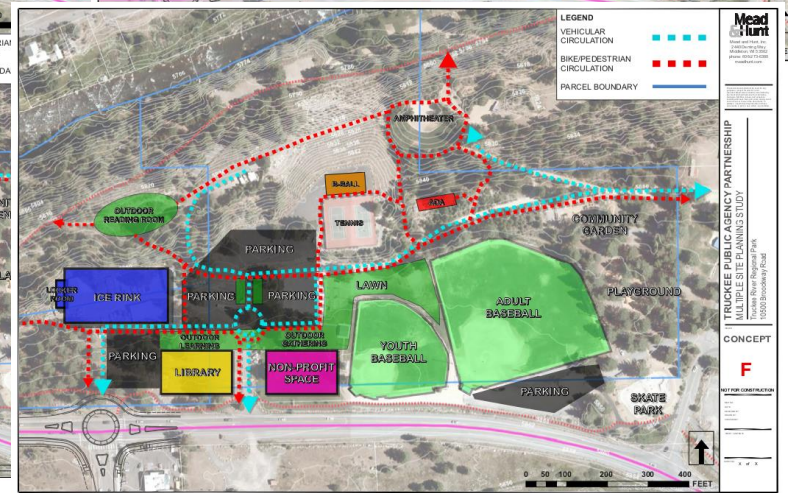 LEGEND
VEHICULAR
CIRCULATION
BIKE/PEDESTRIAN
CIRCULATION
PARCEL BOUNDARY
Mead
& Hunt
meadhunt.com
TRUCKEE PUBLIC AGENCY PARTNERSHIP
MULTIPLE SITE PLANNING STUDY
Truckee River Regional Park
10500 Brockway Road
CONCEPT
F
NOT FOR CONSTRUCTION
AMPHITHEATER
B-BALL
TENNIS
OUTDOOR
READING ROOM
PARKING
COMMUNITY
GARDEN
LAWN
ADULT
BASEBALL
PLAYGROUND
LOCKER
ROOM
ICE RINK
PARKING
PARKING
OUTDOOR
LEARNING
OUTDOOR
GATHERING
YOUTH
BASEBALL
PARKING
LIBRARY
NON-PROFIT
SPACE
PARKING
SKATE
PARK
0 50 100 200 300 400
FEET